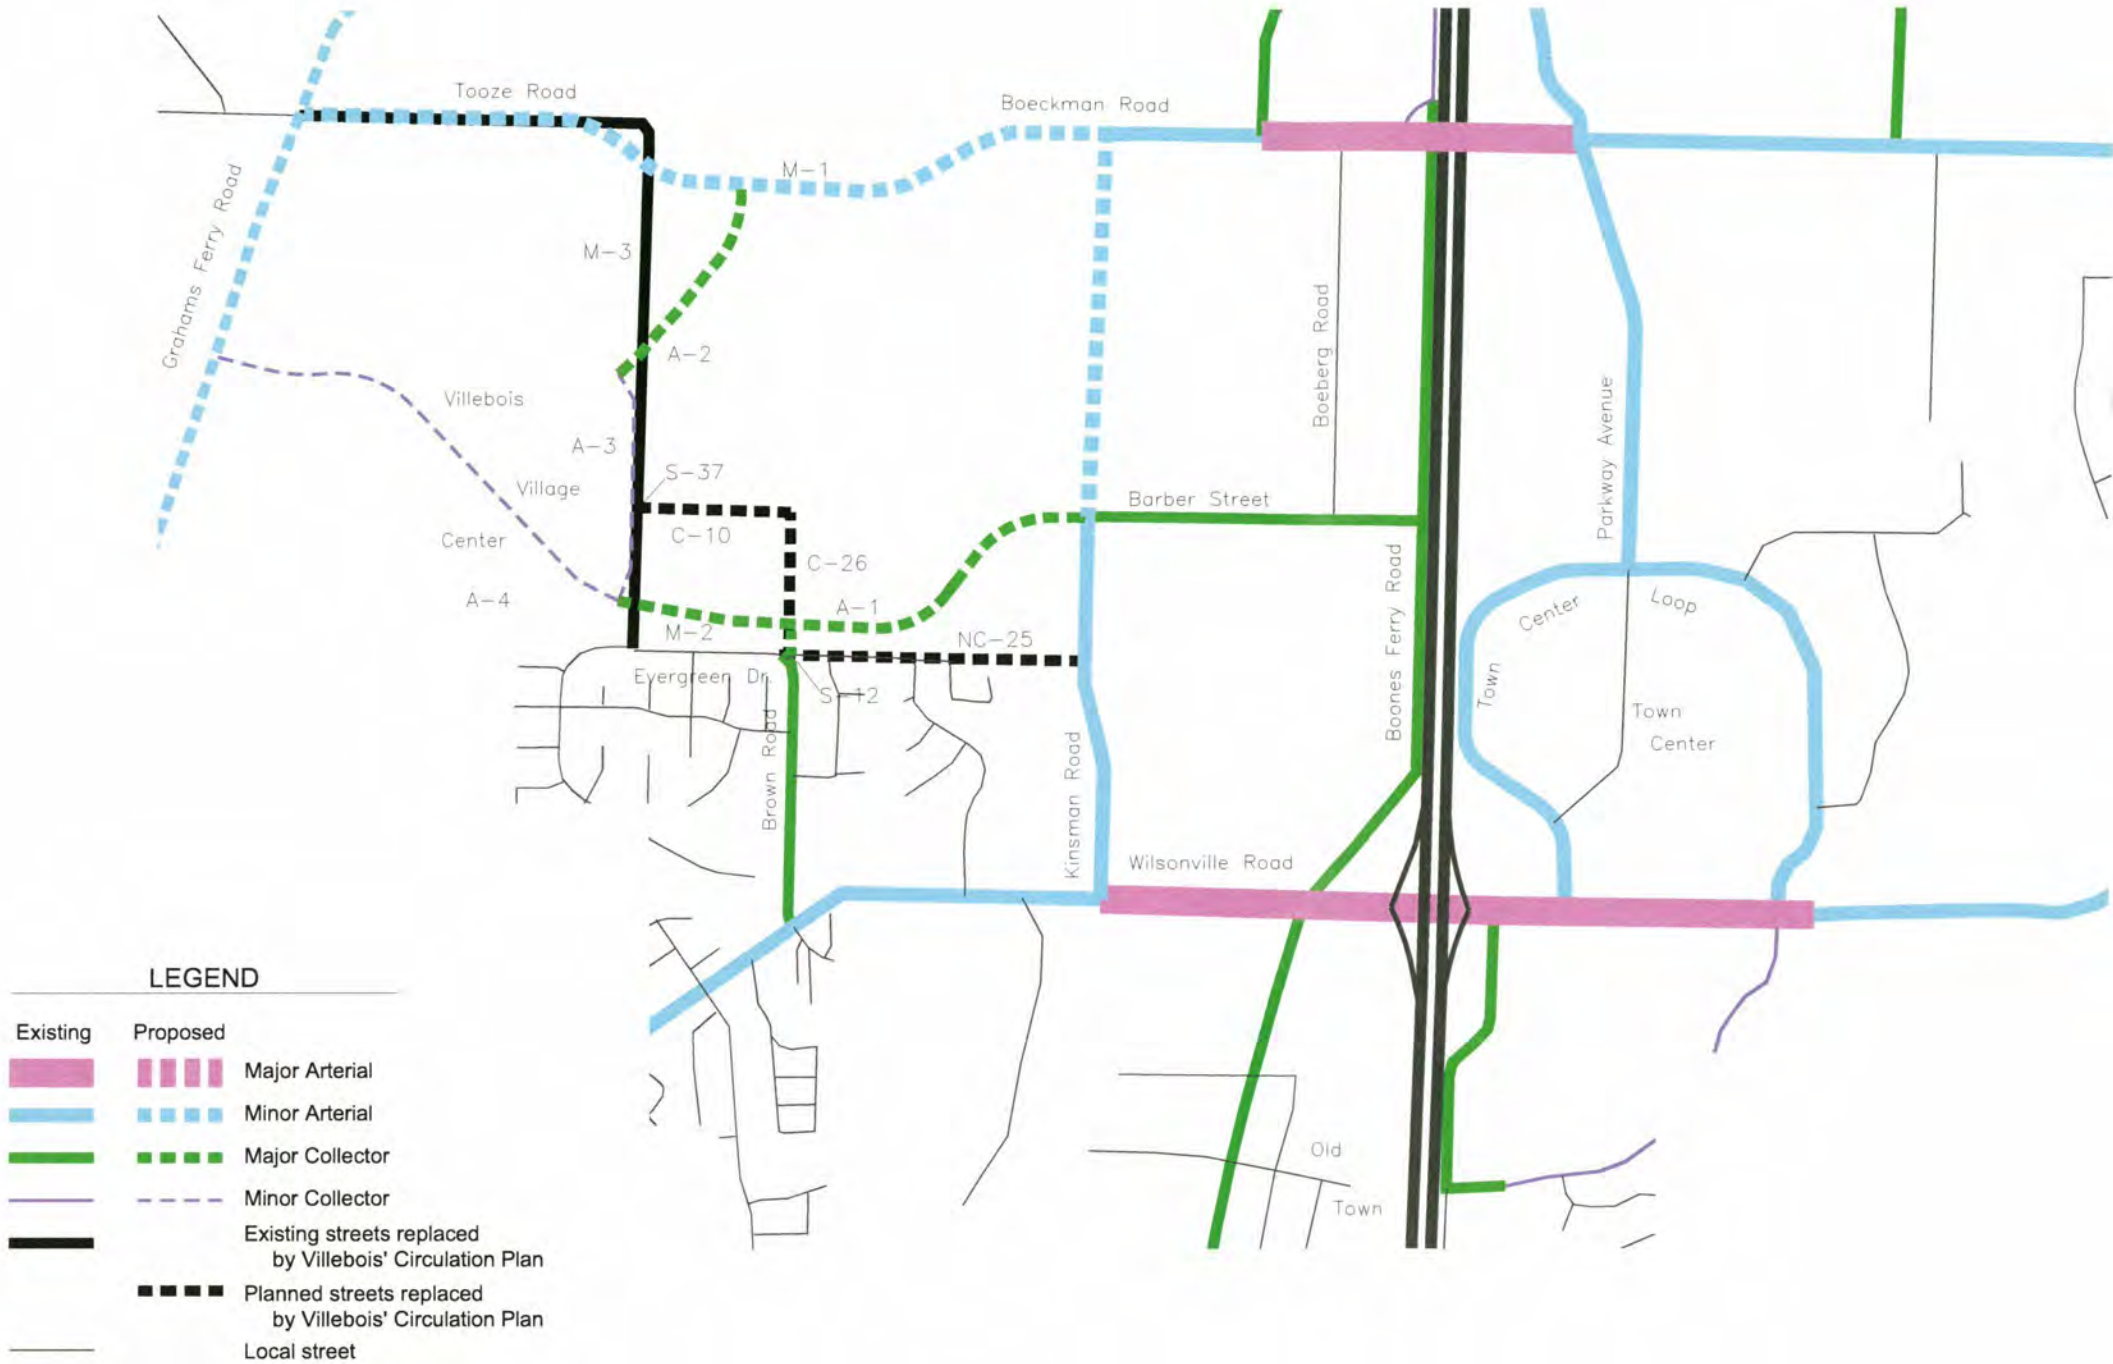 Tooze Road
Boeckman Road
M-1
Grahams Ferry Road
M-3
A-2
Boeberg Road
Parkway Avenue
Villebois
A-3
S-37
Village
Barber Street
C-10
Center
C-26
A-4
A-1
Boones Ferry Road
Center
Loop
M-2
NC-25
Evergreen Dr.
S-12
Town
Town
Center
Brown Road
Kinsman Road
Wilsonville Road
Old
Town
LEGEND
Existing
Proposed
Major Arterial
Minor Arterial
Major Collector
Minor Collector
Existing streets replaced
by Villebois' Circulation Plan
Planned streets replaced
by Villebois' Circulation Plan
Local street